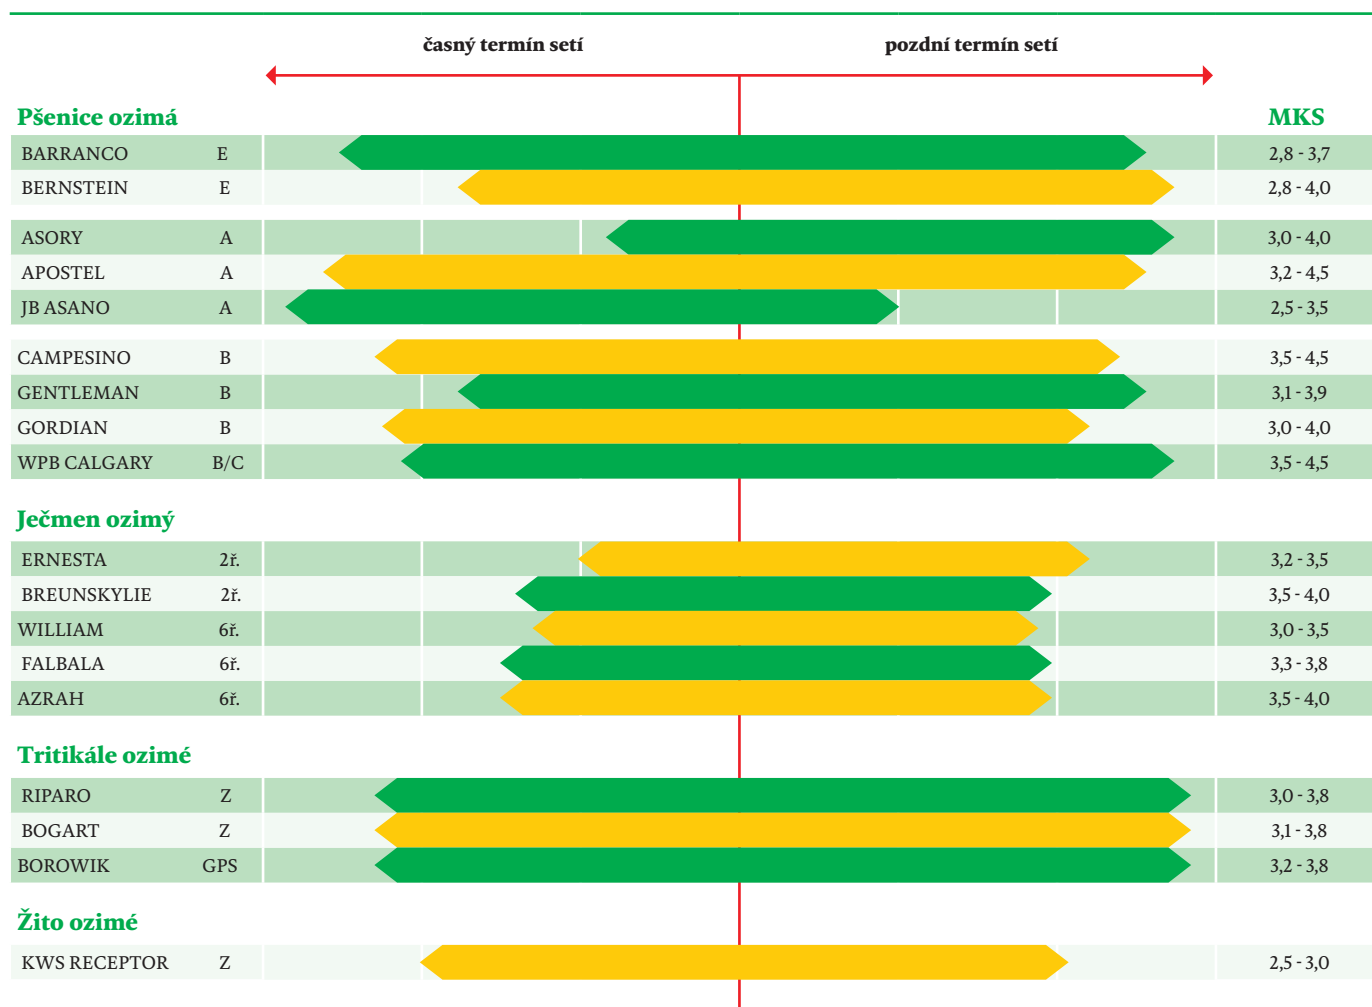 časný termín setí pozdní termín setí
Pšenice ozimá MKS
BARRANCO E 2,8 - 3,7
BERNSTEIN E 2,8 - 4,0
ASORY A 3,0 - 4,0
APOSTEL A 3,2 - 4,5
JB ASANO A 2,5 - 3,5
CAMPESINO B 3,5 - 4,5
GENTLEMAN B 3,1 - 3,9
GORDIAN B 3,0 - 4,0
WPB CALGARY B/C 3,5 - 4,5
Ječmen ozimý
ERNESTA 2ř. 3,2 - 3,5
BREUNSKYLIE 2ř. 3,5 - 4,0
WILLIAM 6ř. 3,0 - 3,5
FALBALA 6ř. 3,3 - 3,8
AZRAH 6ř. 3,5 - 4,0
Tritikále ozimé
RIPARO Z 3,0 - 3,8
BOGART Z 3,1 - 3,8
BOROWIK GPS 3,2 - 3,8
Žito ozimé
KWS RECEPTOR Z 2,5 - 3,0